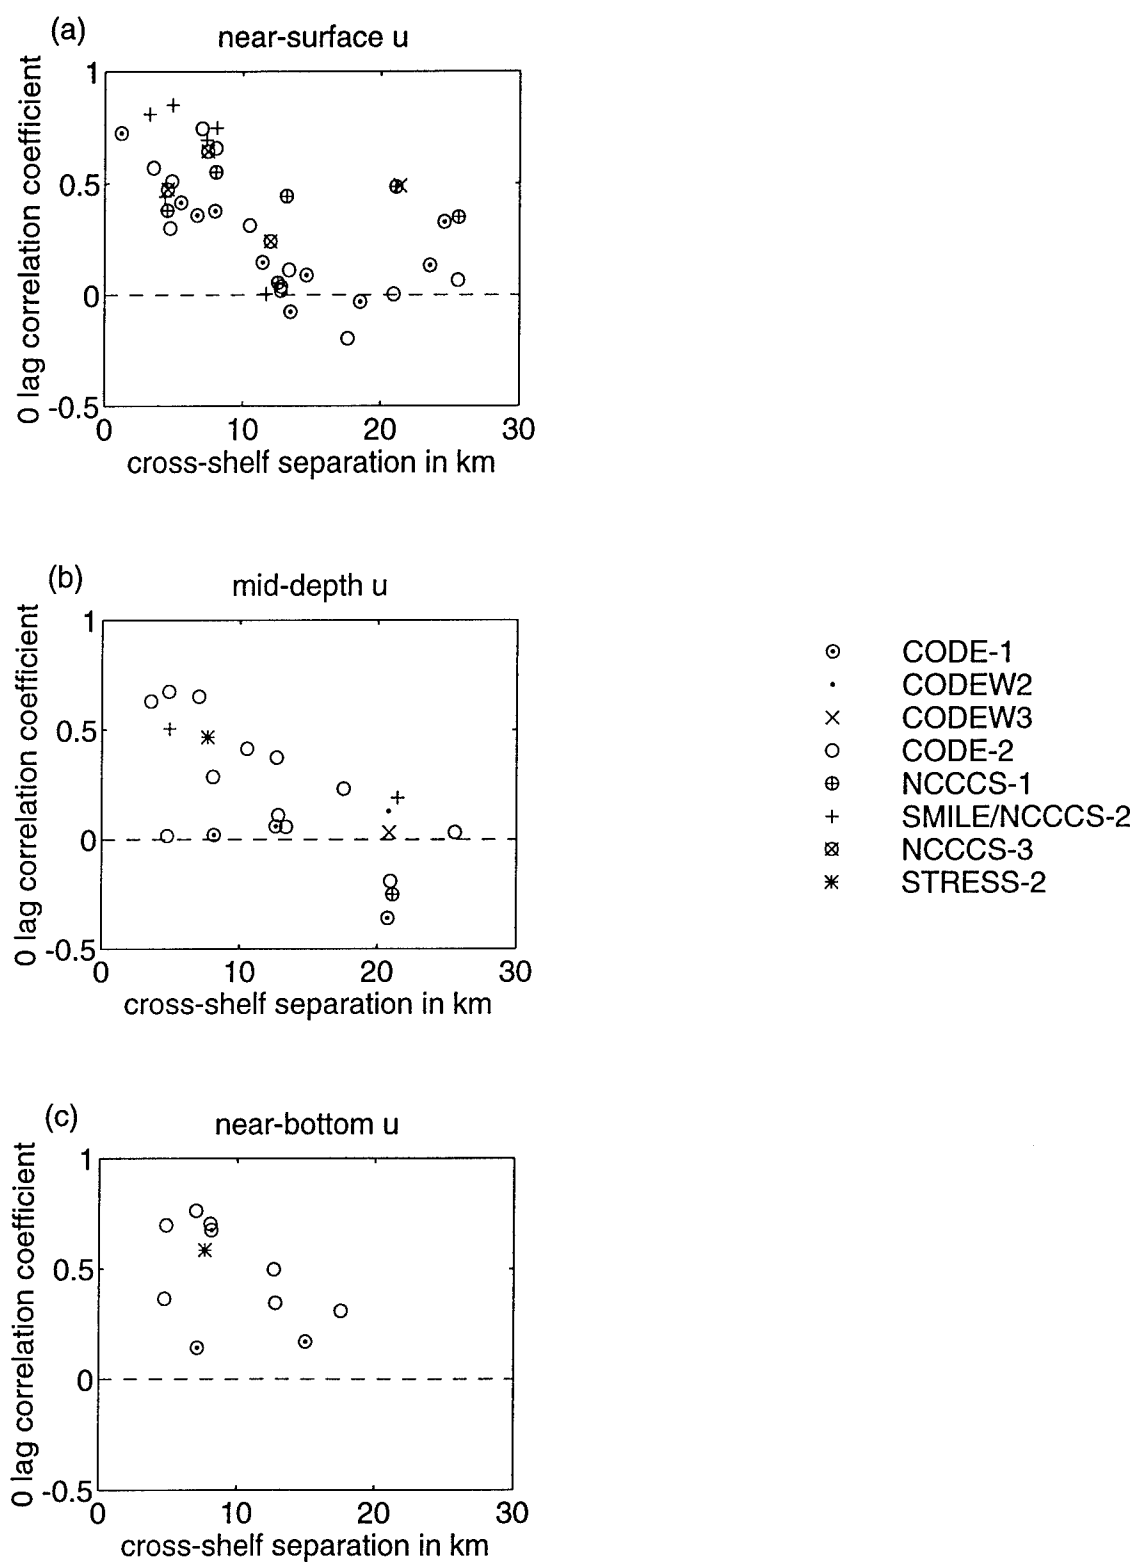 (a)
near-surface u
0 lag correlation coefficient
1
0.5
0
-0.5
0
10
20
30
cross-shelf separation in km
(b)
mid-depth u
0 lag correlation coefficient
1
0.5
0
-0.5
0
10
20
30
cross-shelf separation in km
CODE-1
CODEW2
CODEW3
CODE-2
NCCCS-1
SMILE/NCCCS-2
NCCCS-3
STRESS-2
(c)
near-bottom u
0 lag correlation coefficient
1
0.5
0
-0.5
0
10
20
30
cross-shelf separation in km